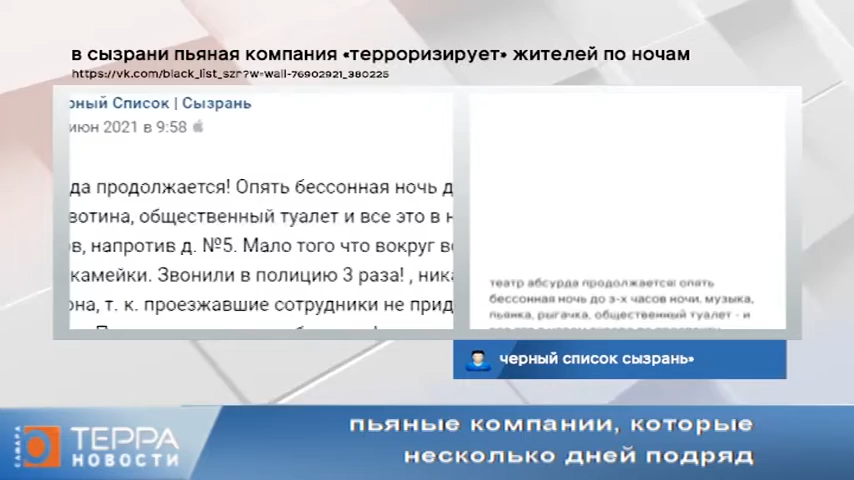 в сызрани пьяная компания «терроризирует» жителей по ночам
https://vk.com/black_list_szr?w=wall-76902921_380225
рный Список | Сызрань
июн 2021 в 9:58
да продолжается! Опять бессонная ночь д
вотина, общественный туалет и все это в н
в, напротив д. №5. Мало того что вокруг во
камейки. Звонили в полицию 3 раза! , ника
она, т. к. проезжавшие сотрудники не прид
театр абсурда продолжается! опять
бессонная ночь до 3-х часов ночи. музыка,
пьянка, рыгачка, общественный туалет - и
черный список сызрань»
САМАРА
ТЕРРА
НОВОСТИ
пьяные компании, которые
несколько дней подряд